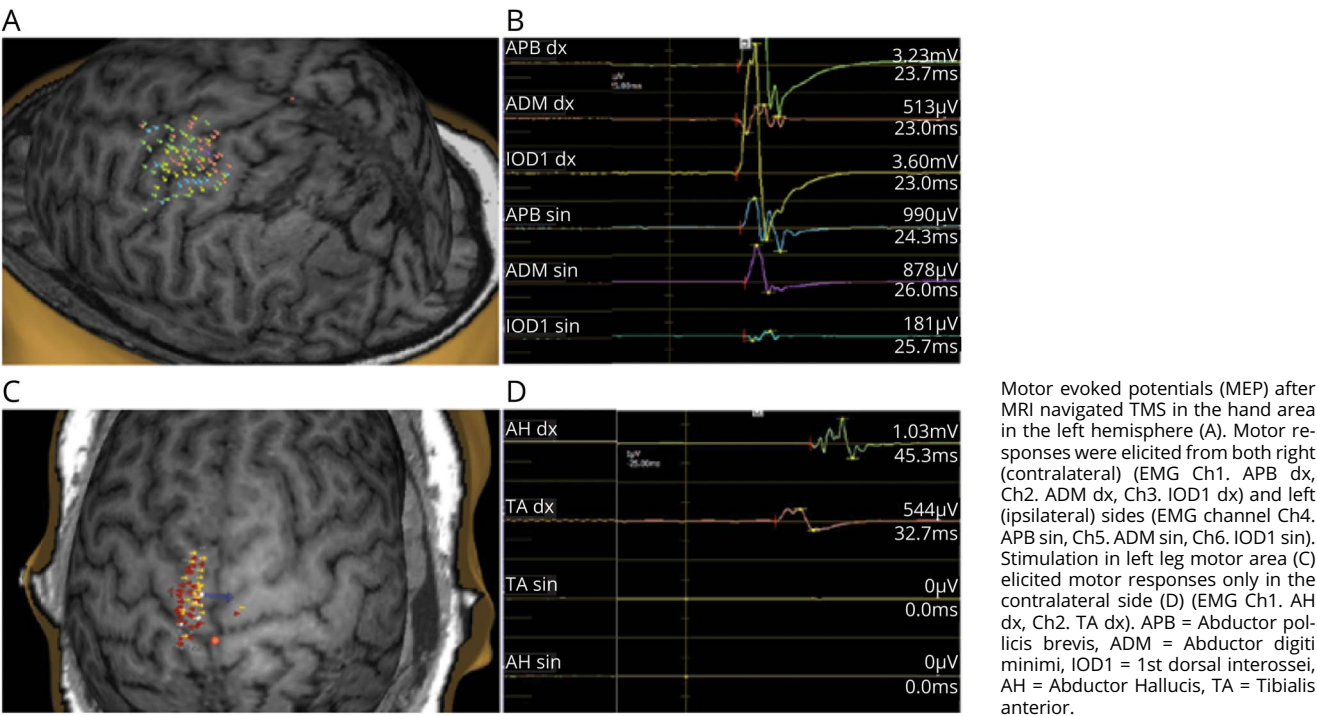 A
B
APB dx
3.23mV
23.7ms
ADM dx
513µV
23.0ms
IOD1 dx
3.60mV
23.0ms
APB sin
990µV
24.3ms
ADM sin
878µV
26.0ms
IOD1 sin
181µV
25.7ms
C
D
AH dx
1.03mV
45.3ms
TA dx
544µV
32.7ms
TA sin
0µV
0.0ms
AH sin
0µV
0.0ms
Motor evoked potentials (MEP) after
MRI navigated TMS in the hand area
in the left hemisphere (A). Motor re-
sponses were elicited from both right
(contralateral) (EMG Ch1. APB dx,
Ch2. ADM dx, Ch3. IOD1 dx) and left
(ipsilateral) sides (EMG channel Ch4.
APB sin, Ch5. ADM sin, Ch6. IOD1 sin).
Stimulation in left leg motor area (C)
elicited motor responses only in the
contralateral side (D) (EMG Ch1. AH
dx, Ch2. TA dx). APB = Abductor pol-
licis brevis, ADM = Abductor digiti
minimi, IOD1 = 1st dorsal interossei,
AH = Abductor Hallucis, TA = Tibialis
anterior.